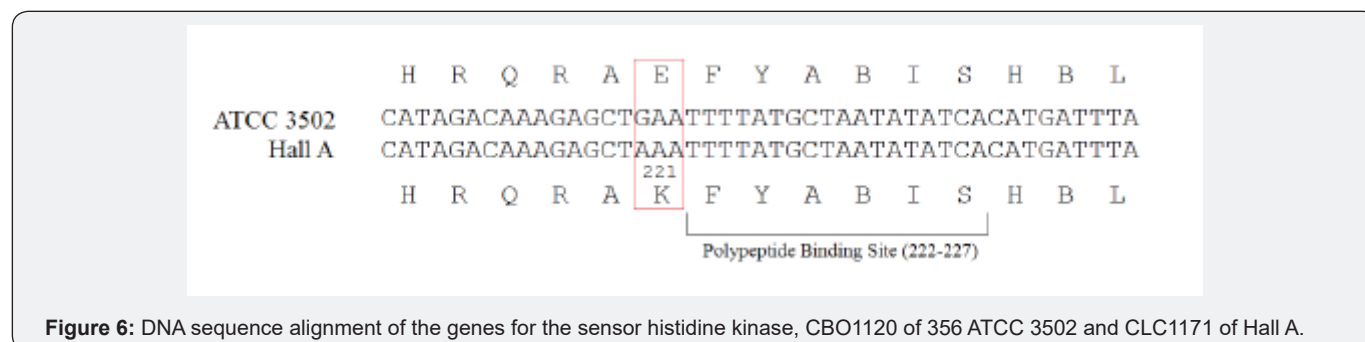 H R Q R A E F Y A B I S H B L
ATCC 3502 CATAGACAAAGAGCTGAATTTTATGCTAATATATCACATGATTTA
Hall A CATAGACAAAGAGCTAAATTTTATGCTAATATATCACATGATTTA
221
H R Q R A K F Y A B I S H B L
Polypeptide Binding Site (222-227)
Figure 6: DNA sequence alignment of the genes for the sensor histidine kinase, CBO1120 of 356 ATCC 3502 and CLC1171 of Hall A.